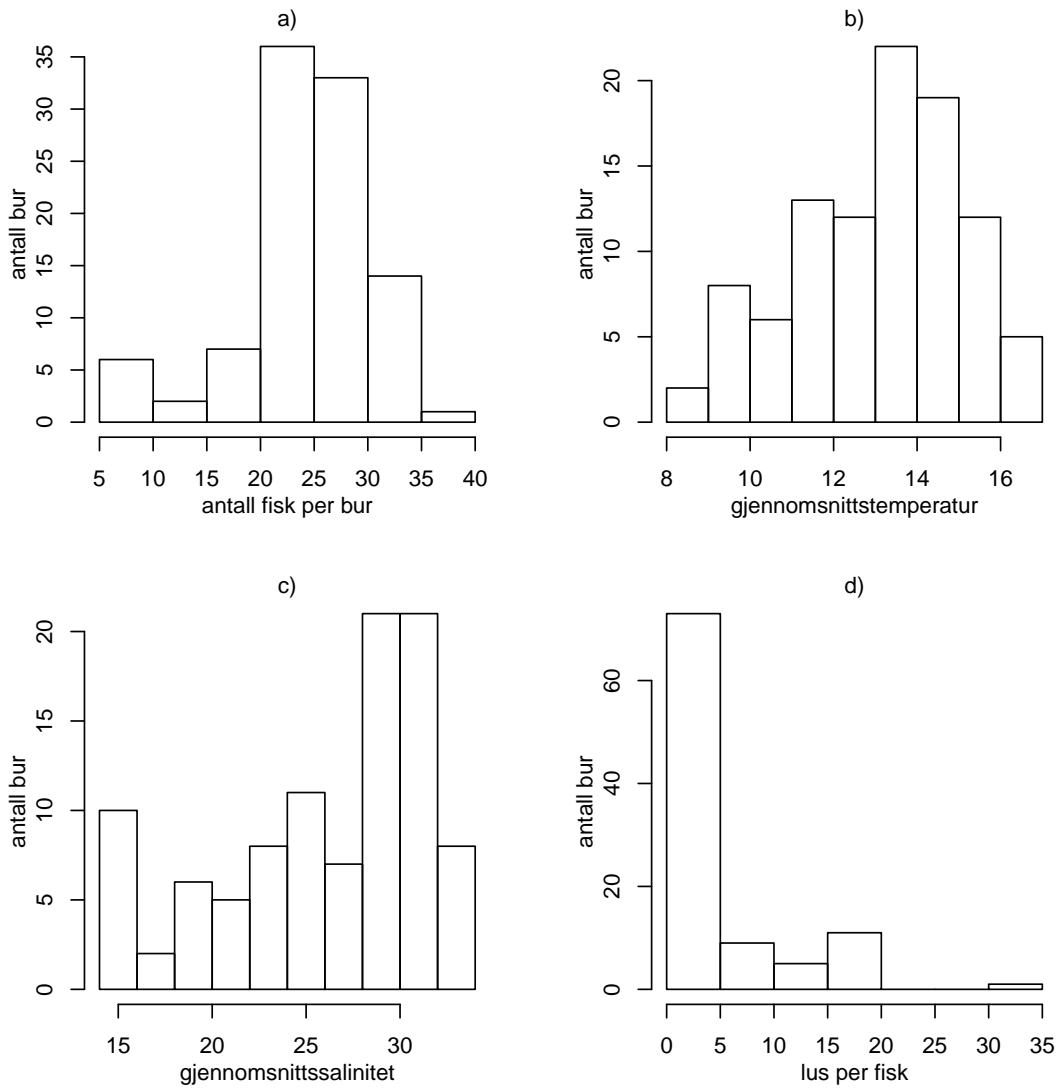 a)
antall bur
0 5 10 15 20 25 30 35
5 10 15 20 25 30 35 40
antall fisk per bur
b)
antall bur
0 5 10 15 20
8 10 12 14 16
gjennomsnittstemperatur
c)
antall bur
0 5 10 15 20
15 20 25 30
gjennomsnittssalinitet
d)
antall bur
0 20 40 60
0 5 10 15 20 25 30 35
lus per fisk